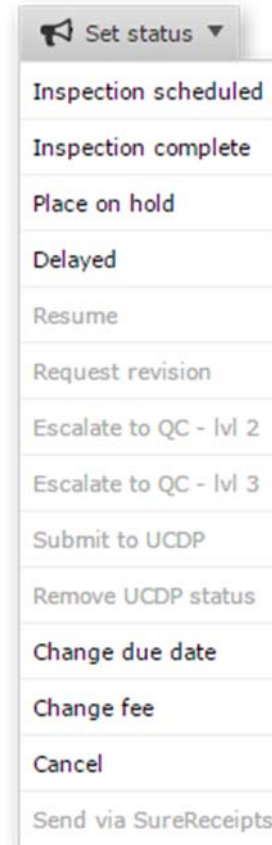 Set status
Inspection scheduled
Inspection complete
Place on hold
Delayed
Resume
Request revision
Escalate to QC - lvl 2
Escalate to QC - lvl 3
Submit to UCDP
Remove UCDP status
Change due date
Change fee
Cancel
Send via SureReceipts